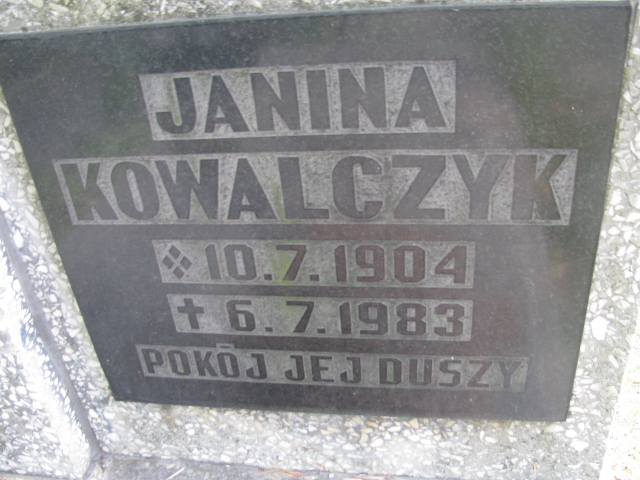 JANINA
KOWALCZYK
10.7.1904
✝ 6.7.1983
POKÓJ JEJ DUSZY